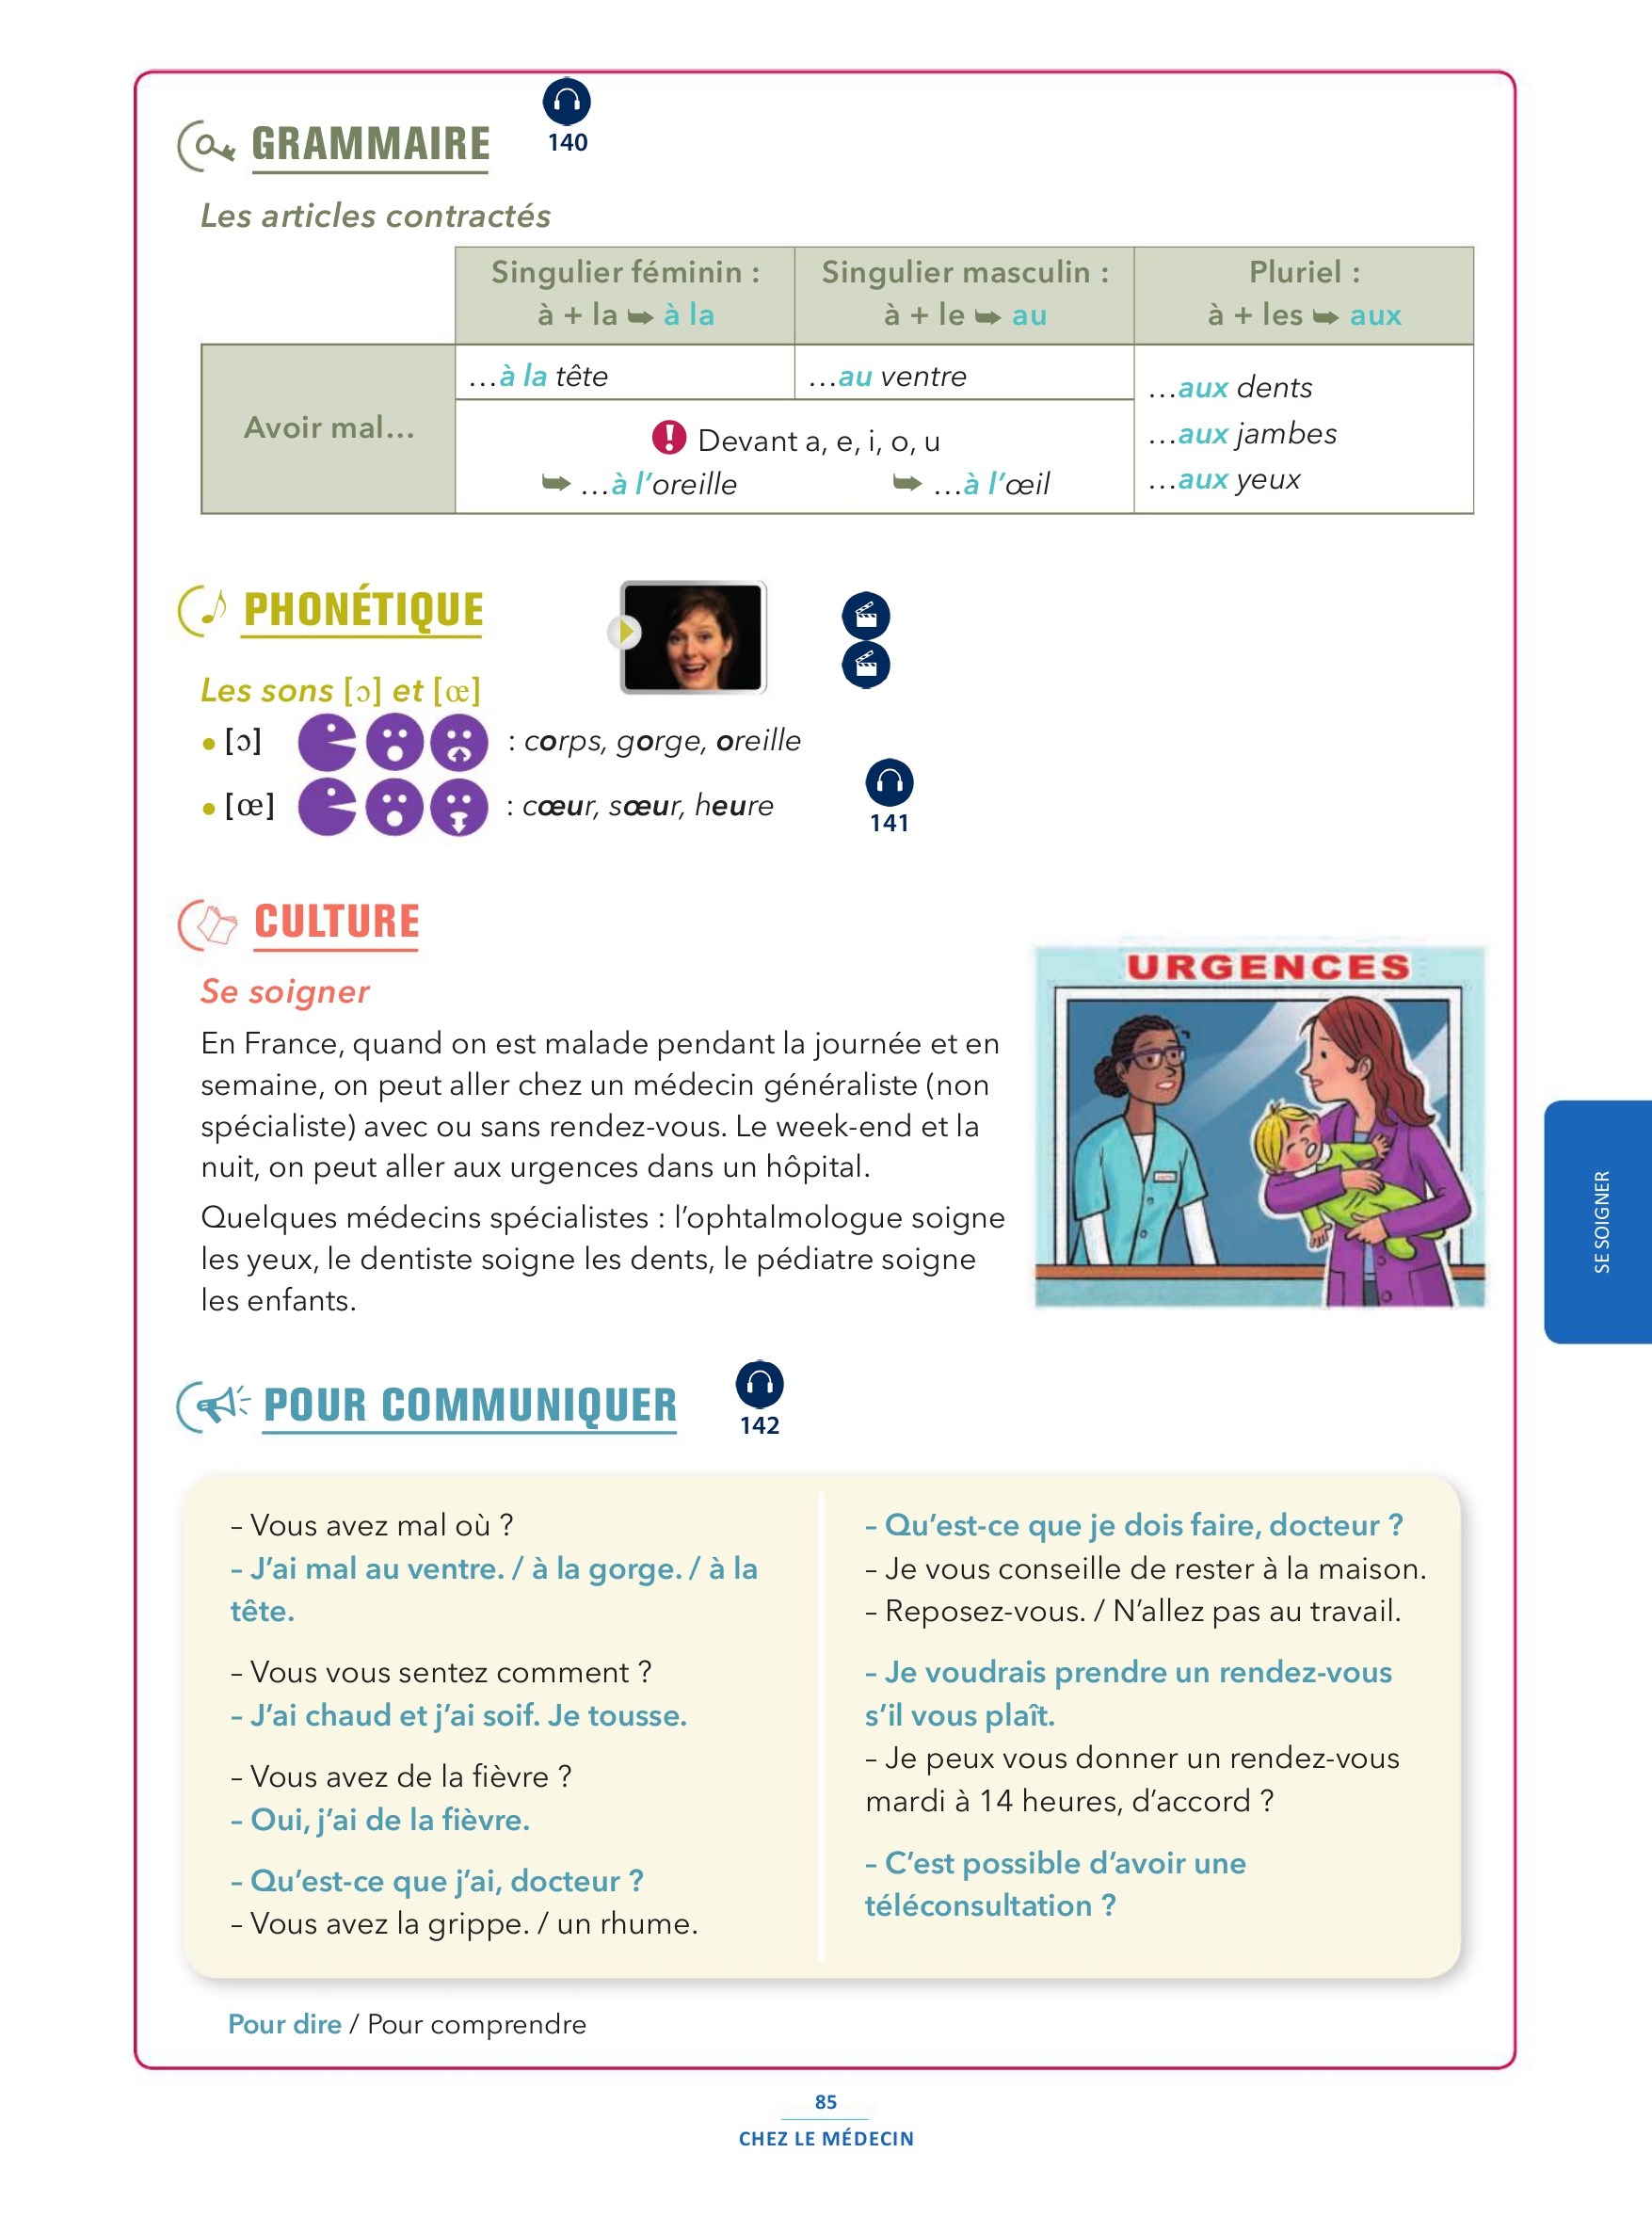 GRAMMAIRE
140
Les articles contractés
Singulier féminin :
à + la ➥ à la
Singulier masculin :
à + le ➥ au
Pluriel :
à + les ➥ aux
Avoir mal…
…à la tête
…au ventre
! Devant a, e, i, o, u
➥ …à l’oreille
➥ …à l’œil
…aux dents
…aux jambes
…aux yeux
PHONÉTIQUE
Les sons [ɔ] et [œ]
• [ɔ] : corps, gorge, oreille
• [œ] : cœur, sœur, heure
141
CULTURE
Se soigner
En France, quand on est malade pendant la journée et en
semaine, on peut aller chez un médecin généraliste (non
spécialiste) avec ou sans rendez-vous. Le week-end et la
nuit, on peut aller aux urgences dans un hôpital.
Quelques médecins spécialistes : l’ophtalmologue soigne
les yeux, le dentiste soigne les dents, le pédiatre soigne
les enfants.
URGENCES
SE SOIGNER
POUR COMMUNIQUER
142
– Vous avez mal où ?
– J’ai mal au ventre. / à la gorge. / à la
tête.
– Vous vous sentez comment ?
– J’ai chaud et j’ai soif. Je tousse.
– Vous avez de la fièvre ?
– Oui, j’ai de la fièvre.
– Qu’est-ce que j’ai, docteur ?
– Vous avez la grippe. / un rhume.
– Qu’est-ce que je dois faire, docteur ?
– Je vous conseille de rester à la maison.
– Reposez-vous. / N’allez pas au travail.
– Je voudrais prendre un rendez-vous
s’il vous plaît.
– Je peux vous donner un rendez-vous
mardi à 14 heures, d’accord ?
– C’est possible d’avoir une
téléconsultation ?
Pour dire / Pour comprendre
85
CHEZ LE MÉDECIN